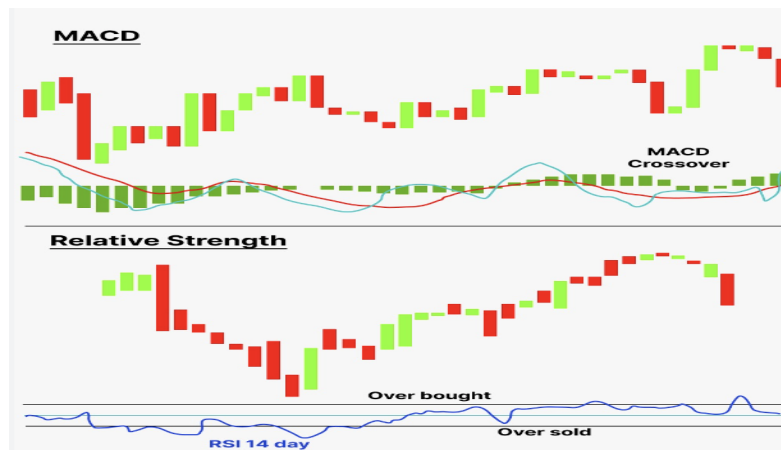 MACD
MACD
Crossover
Relative Strength
Over bought
Over sold
RSI 14 day